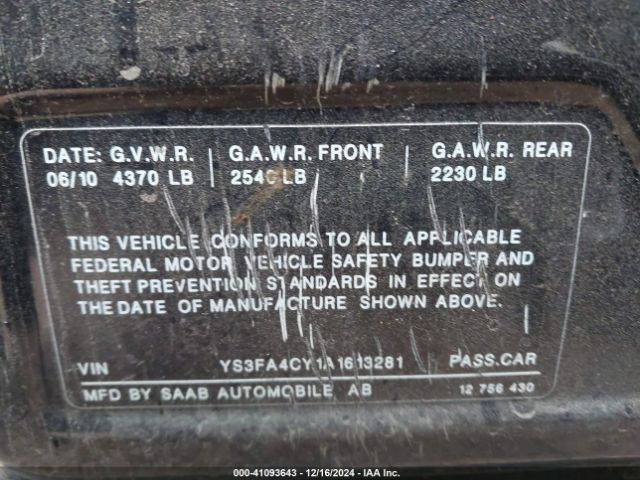 DATE: G.V.W.R. G.A.W.R. FRONT G.A.W.R. REAR
06/10 4370 LB 2540 LB 2230 LB
THIS VEHICLE CONFORMS TO ALL APPLICABLE
FEDERAL MOTOR VEHICLE SAFETY BUMPER AND
THEFT PREVENTION STANDARDS IN EFFECT ON
THE DATE OF MANUFACTURE SHOWN ABOVE.
VIN YS3FA4CY1A1613281 PASS.CAR
MFD BY SAAB AUTOMOBILE AB 12 756 430
000-41093643 - 12/16/2024 - IAA Inc.